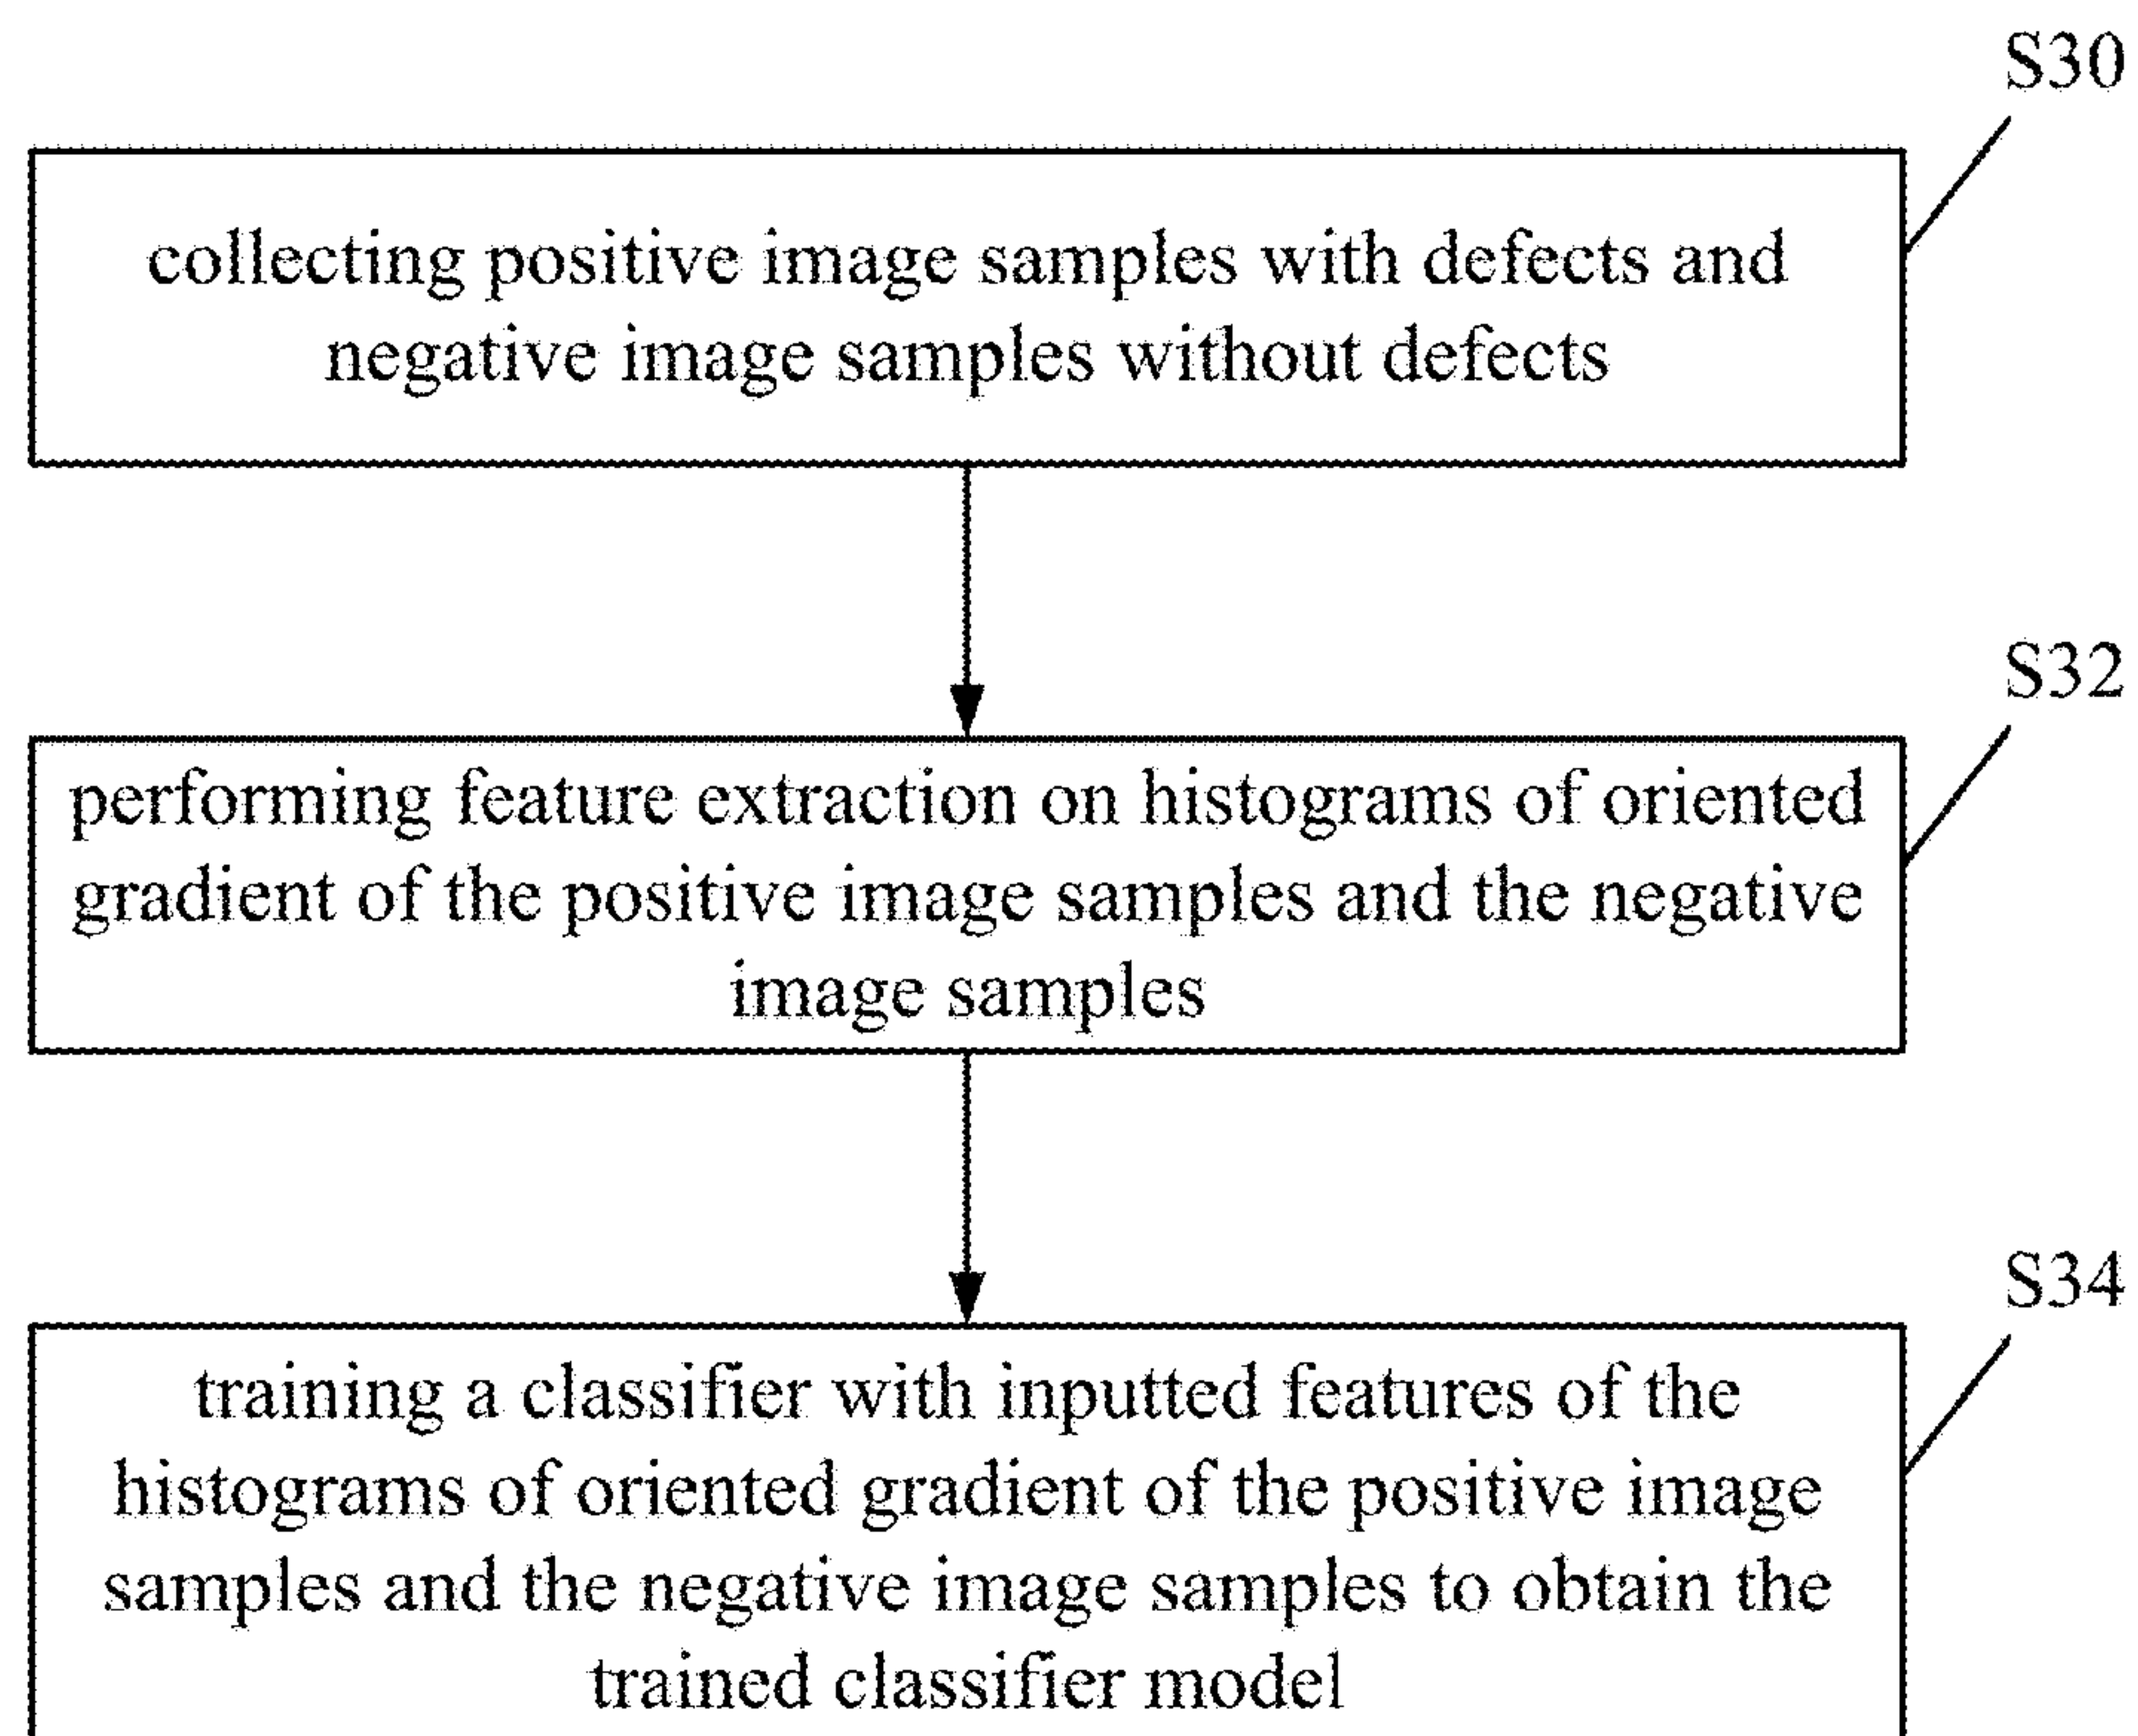 S30
collecting positive image samples with defects and
negative image samples without defects
S32
performing feature extraction on histograms of oriented
gradient of the positive image samples and the negative
image samples
S34
training a classifier with inputted features of the
histograms of oriented gradient of the positive image
samples and the negative image samples to obtain the
trained classifier model